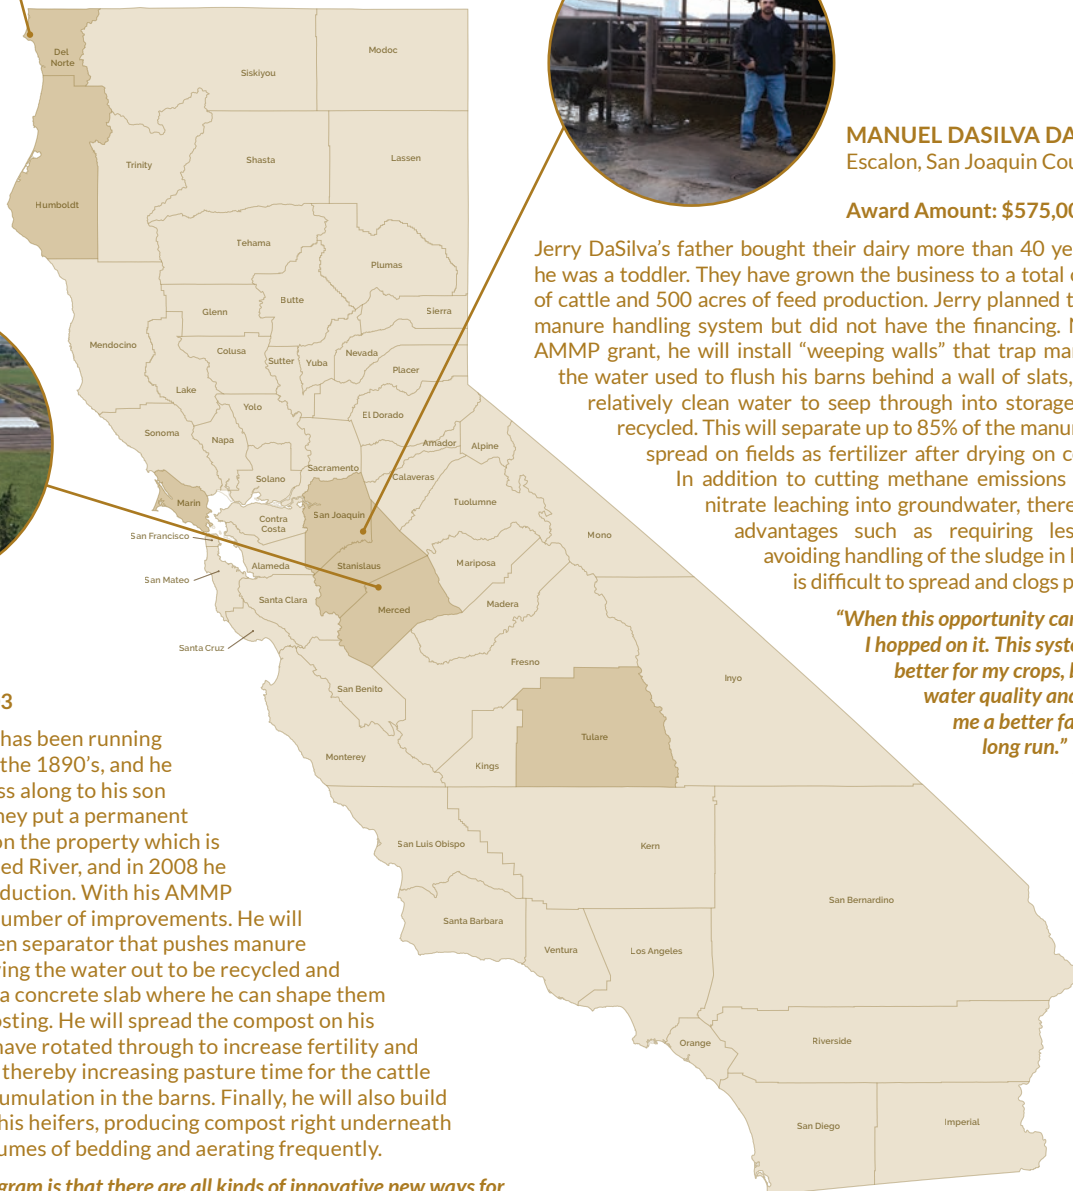 Del
Norte
Siskiyou
Modoc
Trinity
Shasta
Lassen
Humboldt
Tehama
Plumas
Butte
Glenn
Sierra
Mendocino
Colusa
Sutter
Yuba
Nevada
Placer
Lake
Yolo
El Dorado
Sonoma
Napa
Amador
Alpine
Sacramento
Solano
Calaveras
Marin
San Joaquin
Tuolumne
Contra
Costa
San Francisco
Mono
Alameda
Stanislaus
Mariposa
San Mateo
Santa Clara
Merced
Madera
Santa Cruz
Fresno
Inyo
San Benito
Tulare
Monterey
Kings
San Luis Obispo
Kern
San Bernardino
Santa Barbara
Ventura
Los Angeles
Orange
Riverside
San Diego
Imperial
MANUEL DASILVA DA
Escalon, San Joaquin Cou
Award Amount: $575,00
Jerry DaSilva’s father bought their dairy more than 40 ye
he was a toddler. They have grown the business to a total
of cattle and 500 acres of feed production. Jerry planned t
manure handling system but did not have the financing.
AMMP grant, he will install “weeping walls” that trap ma
the water used to flush his barns behind a wall of slats,
relatively clean water to seep through into storage
recycled. This will separate up to 85% of the manu
spread on fields as fertilizer after drying on c
In addition to cutting methane emissions
nitrate leaching into groundwater, there
advantages such as requiring les
avoiding handling of the sludge in
is difficult to spread and clogs p
“When this opportunity ca
I hopped on it. This syst
better for my crops,
water quality and
me a better fa
long run.”
3
has been running
the 1890’s, and he
ss along to his son
hey put a permanent
on the property which is
ed River, and in 2008 he
duction. With his AMMP
umber of improvements. He will
en separator that pushes manure
ving the water out to be recycled and
a concrete slab where he can shape them
osting. He will spread the compost on his
have rotated through to increase fertility and
thereby increasing pasture time for the cattle
umulation in the barns. Finally, he will also build
his heifers, producing compost right underneath
umes of bedding and aerating frequently.
gram is that there are all kinds of innovative new ways for